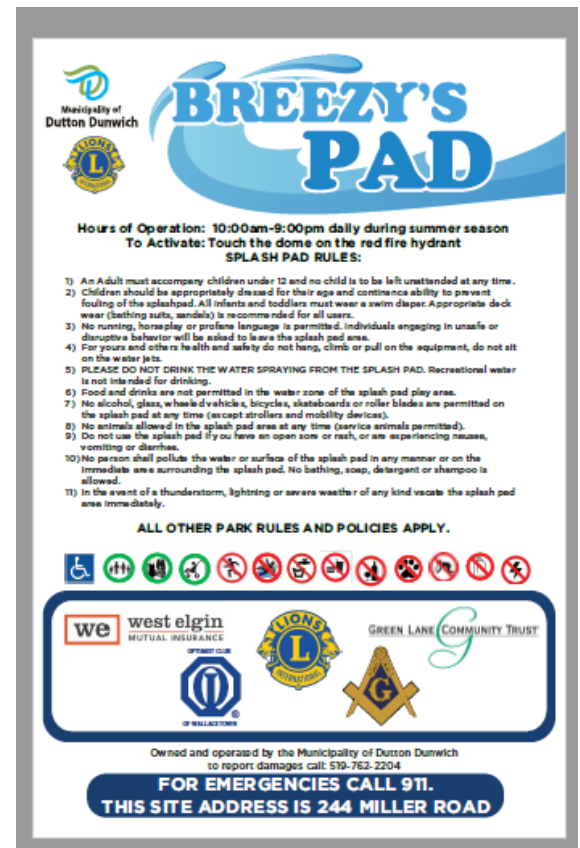 Municipality of
Dutton Dunwich
BREEZY'S
PAD
LIONS
L
INTERNATIONAL
Hours of Operation: 10:00am-9:00pm daily during summer season
To Activate: Touch the dome on the red fire hydrant
SPLASH PAD RULES:
1) An Adult must accompany children under 12 and no child is to be left unattended at any time.
2) Children should be appropriately dressed for their age and continence ability to prevent
fouling of the splashpad. All infants and toddlers must wear a swim diaper. Appropriate deck
wear (bathing suits, sandals) is recommended for all users.
3) No running, horseplay or profane language is permitted. Individuals engaging in unsafe or
disruptive behavior will be asked to leave the splash pad area.
4) For yours and others health and safety do not hang, climb or pull on the equipment, do not sit
on the water jets.
5) PLEASE DO NOT DRINK THE WATER SPRAYING FROM THE SPLASH PAD. Recreational water
is not intended for drinking.
6) Food and drinks are not permitted in the water zone of the splash pad play area.
7) No alcohol, glass, wheeled vehicles, bicycles, skateboards or roller blades are permitted on
the splash pad at any time (except strollers and mobility devices).
8) No animals allowed in the splash pad area at any time (service animals permitted).
9) Do not use the splash pad if you have an open sore or rash, or are experiencing nausea,
vomiting or diarrhea.
10) No person shall pollute the water or surface of the splash pad in any manner or on the
immediate area surrounding the splash pad. No bathing, soap, detergent or shampoo is
allowed.
11) In the event of a thunderstorm, lightning or severe weather of any kind vacate the splash pad
area immediately.
ALL OTHER PARK RULES AND POLICIES APPLY.
we west elgin
MUTUAL INSURANCE
LIONS
L
INTERNATIONAL
GREEN LANE COMMUNITY TRUST
OPTIMIST CLUB
OI
®
OF WALLACETOWN
G
Owned and operated by the Municipality of Dutton Dunwich
to report damages call: 519-762-2204
FOR EMERGENCIES CALL 911.
THIS SITE ADDRESS IS 244 MILLER ROAD